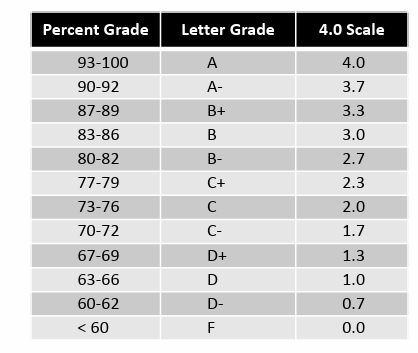 Percent Grade Letter Grade 4.0 Scale
93-100 A 4.0
90-92 A- 3.7
87-89 B+ 3.3
83-86 B 3.0
80-82 B- 2.7
77-79 C+ 2.3
73-76 C 2.0
70-72 C- 1.7
67-69 D+ 1.3
63-66 D 1.0
60-62 D- 0.7
< 60 F 0.0